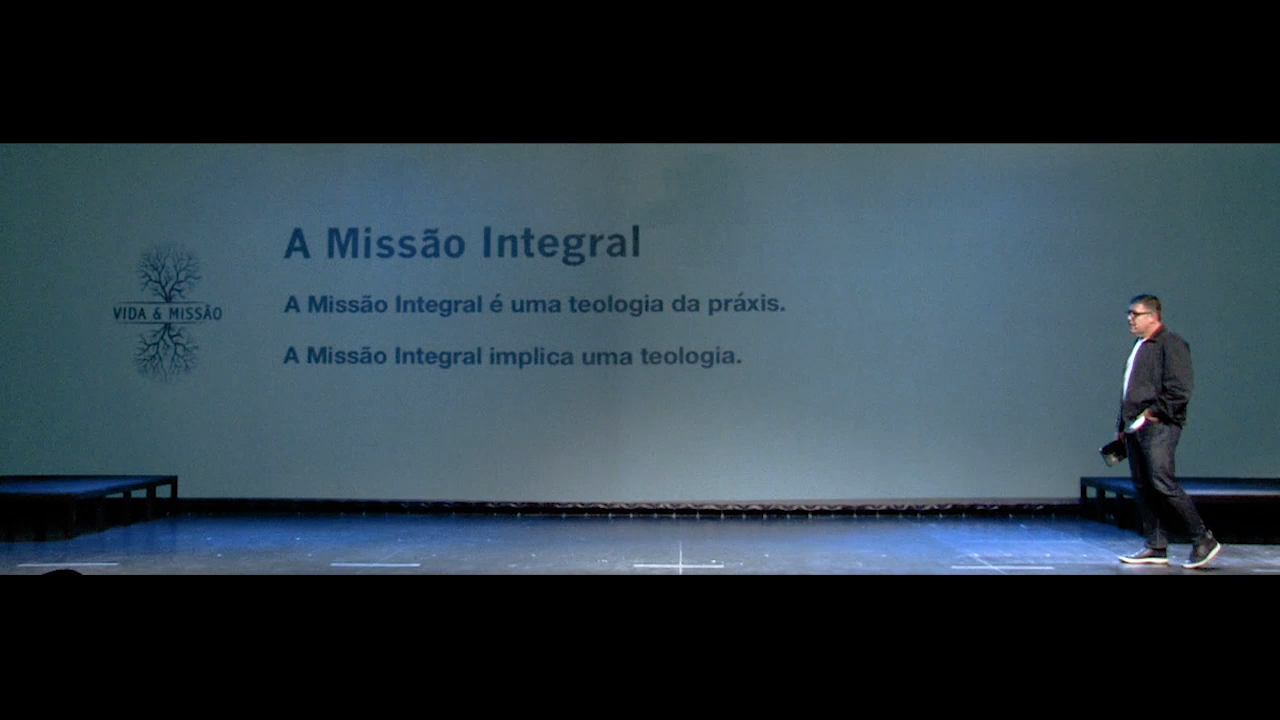 A Missão Integral
A Missão Integral é uma teologia da práxis.
VIDA & MISSÃO
A Missão Integral implica uma teologia.